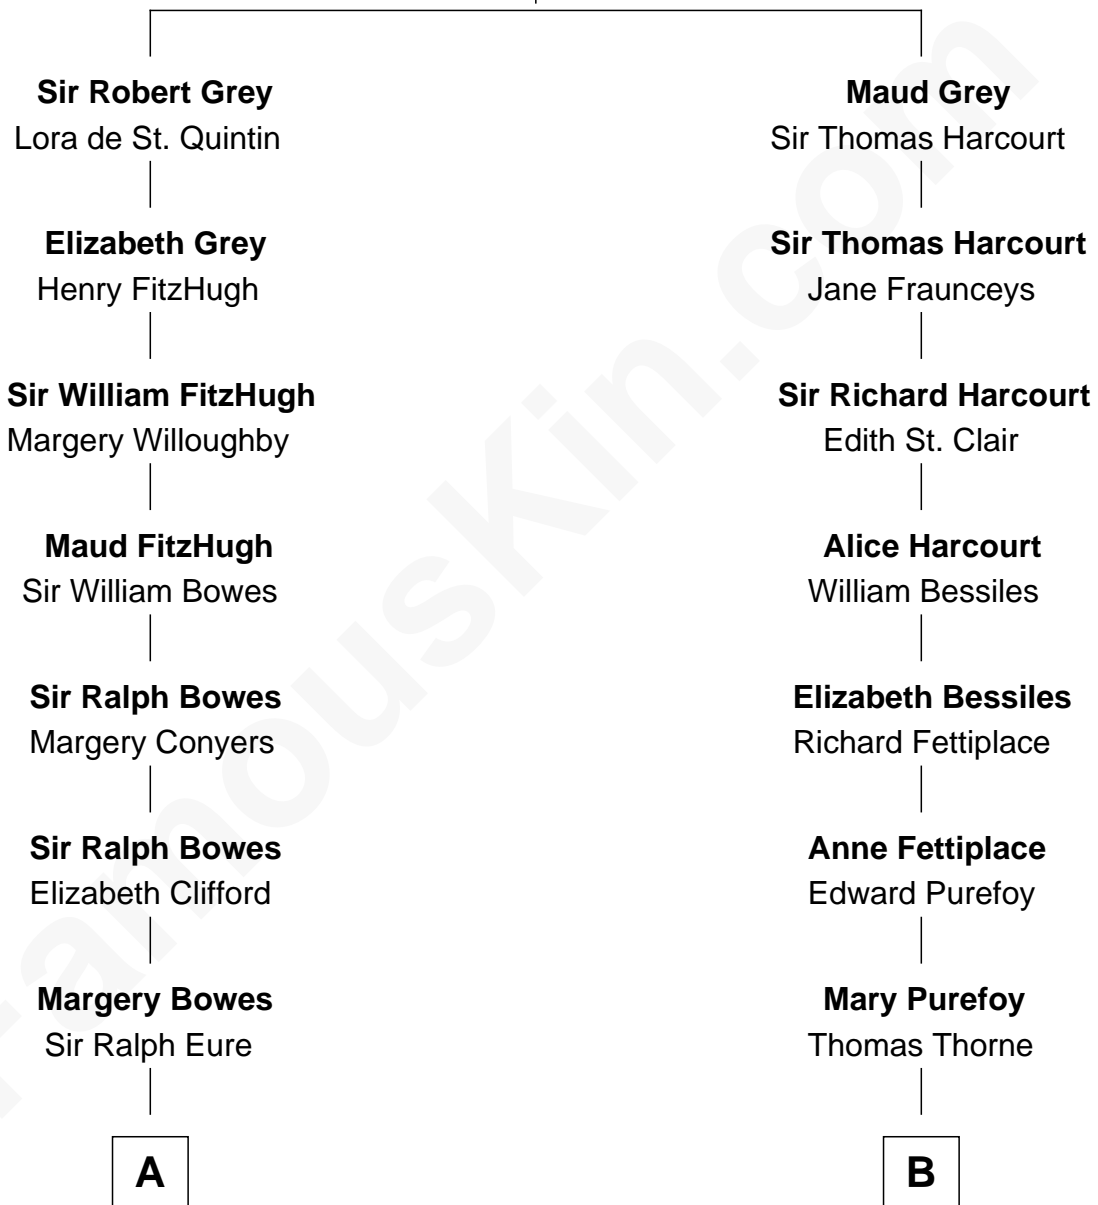 Sir Robert Grey
Lora de St. Quintin
Elizabeth Grey
Henry FitzHugh
Sir William FitzHugh
Margery Willoughby
Maud FitzHugh
Sir William Bowes
Sir Ralph Bowes
Margery Conyers
Sir Ralph Bowes
Elizabeth Clifford
Margery Bowes
Sir Ralph Eure
A
Maud Grey
Sir Thomas Harcourt
Sir Thomas Harcourt
Jane Fraunceys
Sir Richard Harcourt
Edith St. Clair
Alice Harcourt
William Bessiles
Elizabeth Bessiles
Richard Fettiplace
Anne Fettiplace
Edward Purefoy
Mary Purefoy
Thomas Thorne
B
FamousKin.com